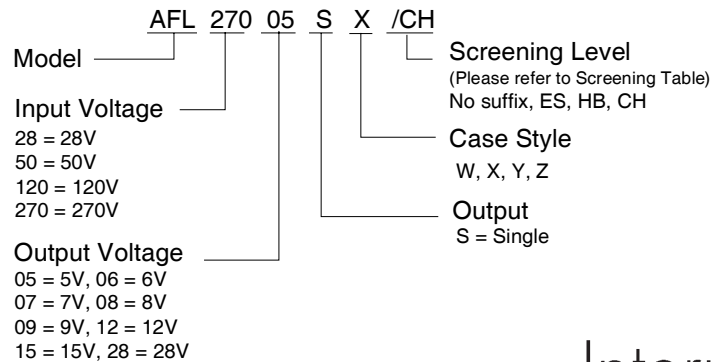 AFL 270 05 S X /CH
Model
Input Voltage
28 = 28V
50 = 50V
120 = 120V
270 = 270V
Output Voltage
05 = 5V, 06 = 6V
07 = 7V, 08 = 8V
09 = 9V, 12 = 12V
15 = 15V, 28 = 28V
Screening Level
(Please refer to Screening Table)
No suffix, ES, HB, CH
Case Style
W, X, Y, Z
Output
S = Single